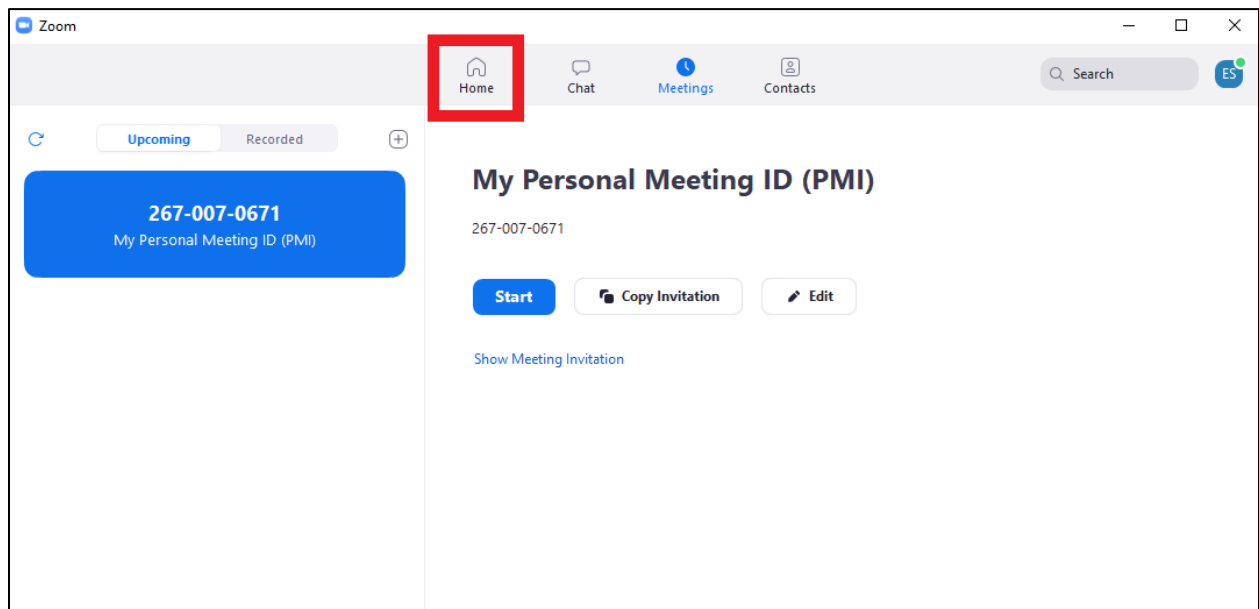 Zoom
Home
Chat
Meetings
Contacts
Search
ES
Upcoming
Recorded
267-007-0671
My Personal Meeting ID (PMI)
My Personal Meeting ID (PMI)
267-007-0671
Start
Copy Invitation
Edit
Show Meeting Invitation